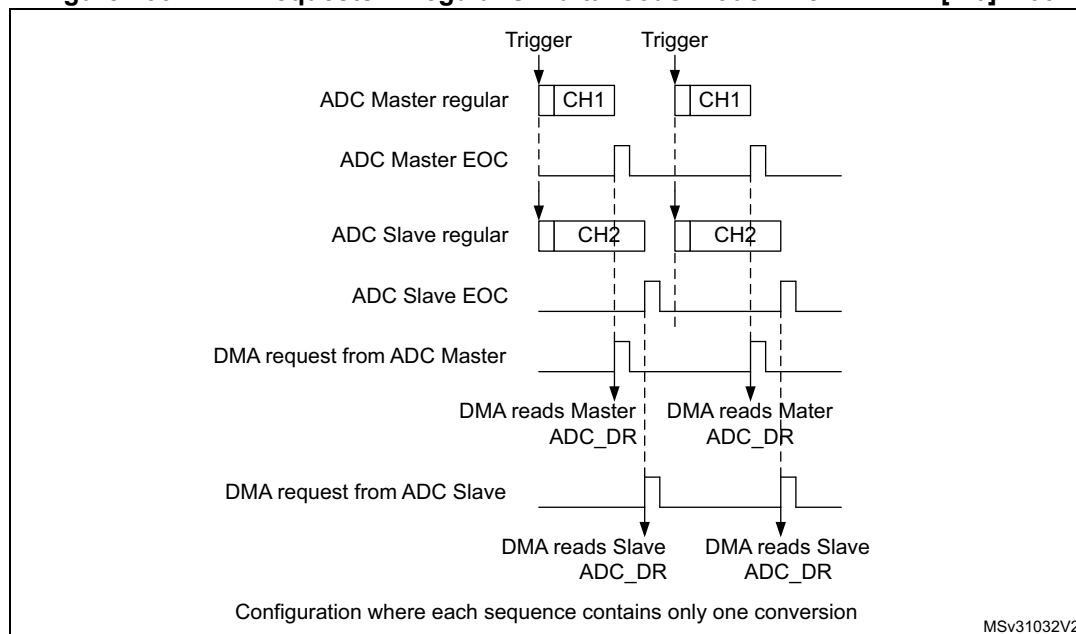 Trigger Trigger
ADC Master regular CH1 CH1
ADC Master EOC
ADC Slave regular CH2 CH2
ADC Slave EOC
DMA request from ADC Master
DMA reads Master DMA reads Mater
ADC_DR ADC_DR
DMA request from ADC Slave
DMA reads Slave DMA reads Slave
ADC_DR ADC_DR
Configuration where each sequence contains only one conversion
MSv31032V2